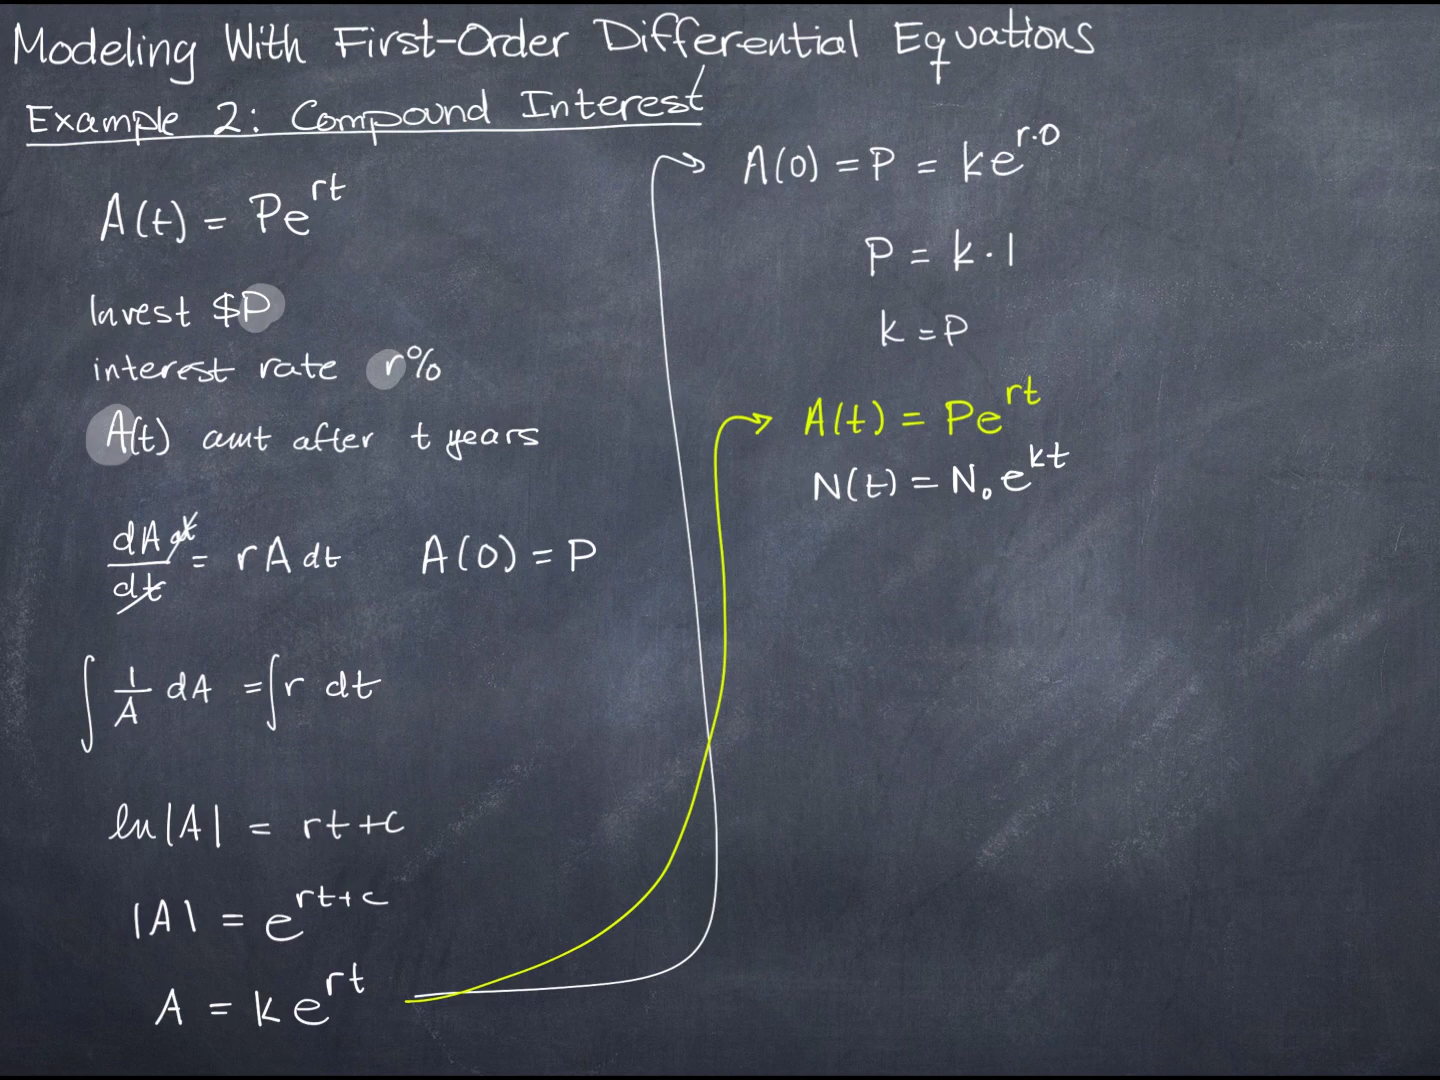 Modeling With First-Order Differential Equations
Example 2: Compound Interest
A(t) = Pe^{rt}
Invest $P
interest rate r%
A(t) amt after t years
dA dt / dt = rA dt    A(0) = P
∫ 1/A dA = ∫ r dt
ln|A| = rt+c
|A| = e^{rt+c}
A = ke^{rt}
A(0) = P = ke^{r·0}
P = k·1
k = P
A(t) = Pe^{rt}
N(t) = N₀e^{kt}